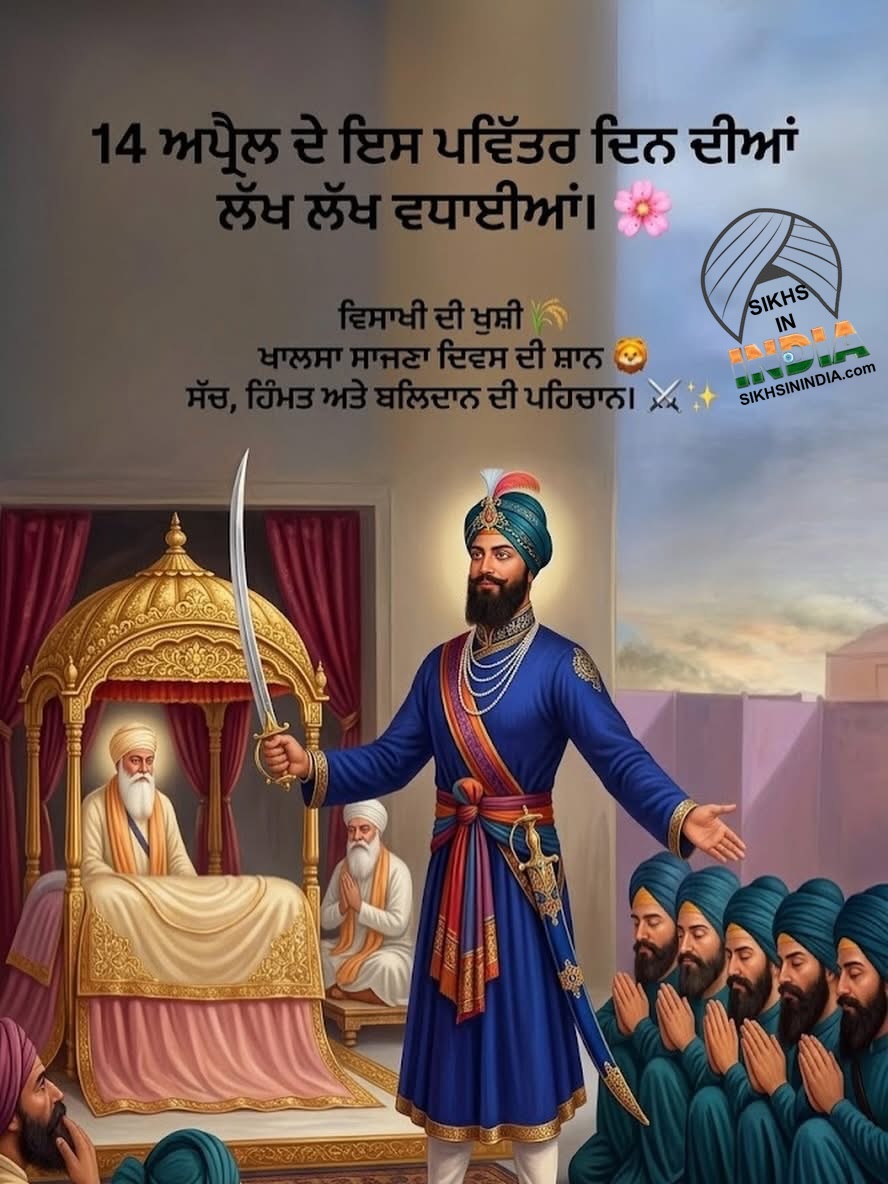 14 ਅਪ੍ਰੈਲ ਦੇ ਇਸ ਪਵਿੱਤਰ ਦਿਨ ਦੀਆਂ
ਲੱਖ ਲੱਖ ਵਧਾਈਆਂ। 🌸
ਵਿਸਾਖੀ ਦੀ ਖੁਸ਼ੀ 🌾
ਖਾਲਸਾ ਸਾਜਣਾ ਦਿਵਸ ਦੀ ਸ਼ਾਨ 🦁
ਸੱਚ, ਹਿੰਮਤ ਅਤੇ ਬਲਿਦਾਨ ਦੀ ਪਹਿਚਾਨ। ⚔️✨
SIKHS
IN
INDIA
SIKHSININDIA.com